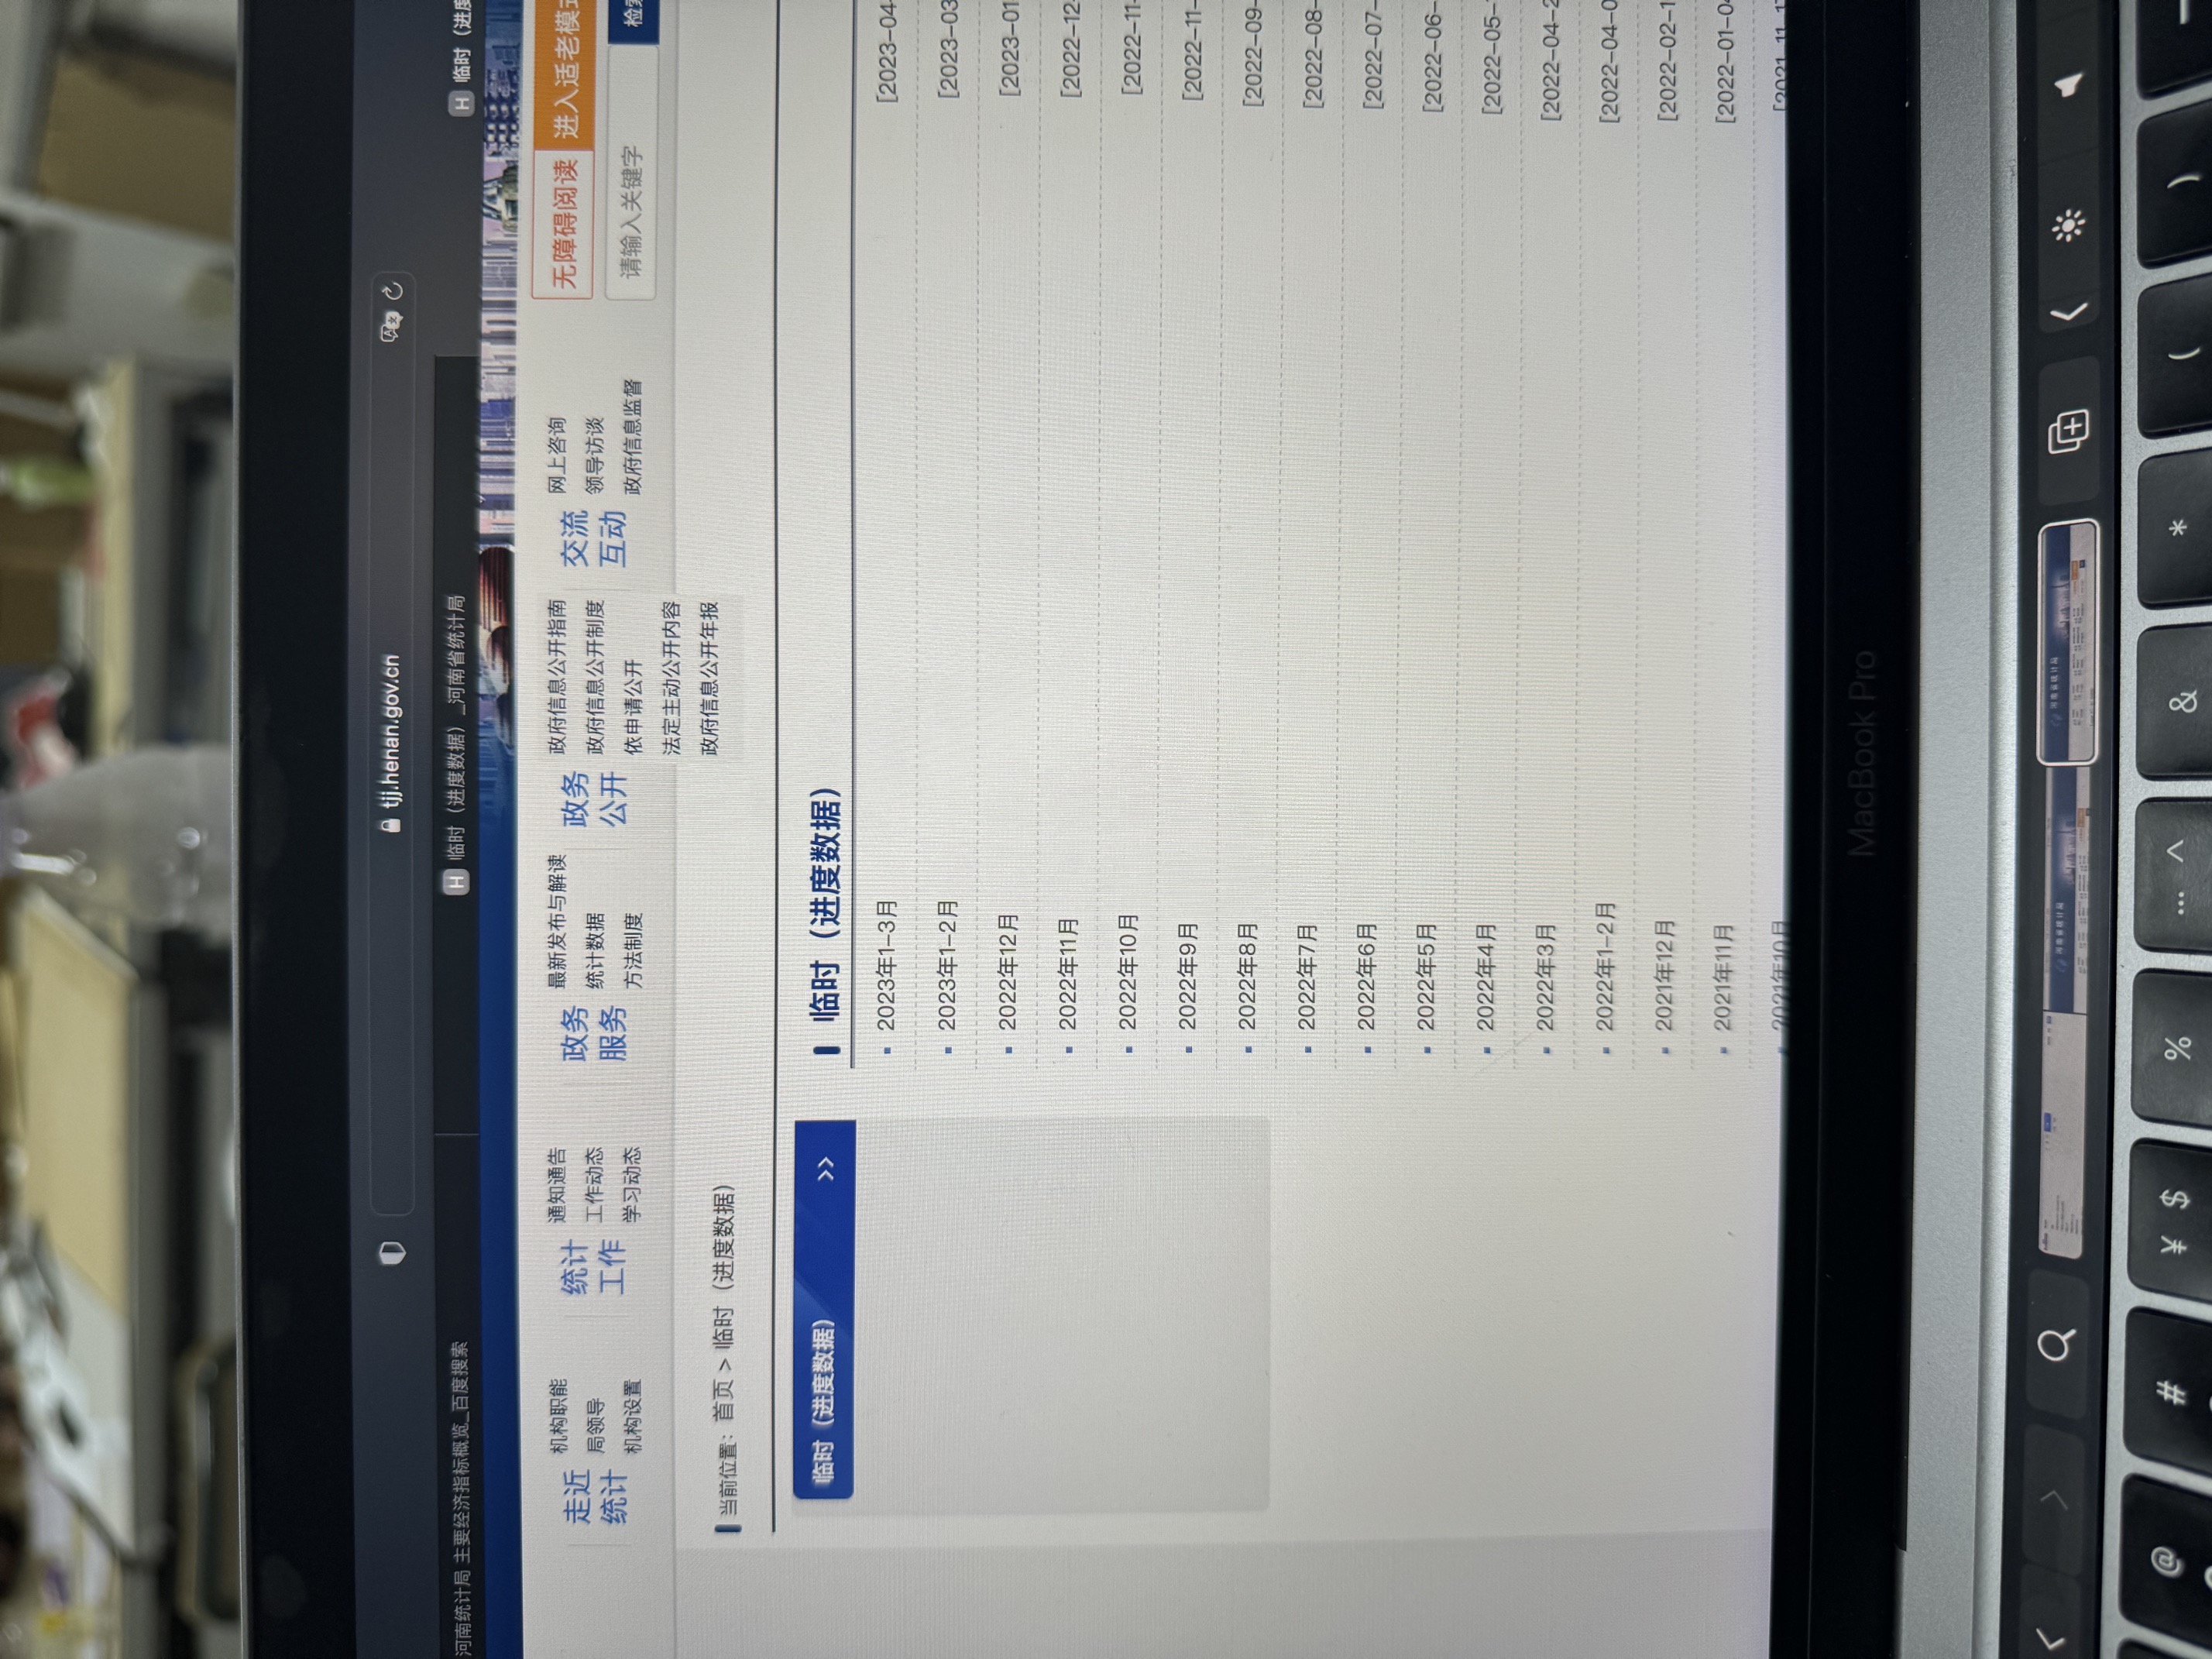 tjj.henan.gov.cn
河南统计局 主要经济指标概览_百度搜索
H 临时（进度数据）_河南省统计局
H 临时（进度
走近统计
机构职能
局领导
机构设置
统计工作
通知通告
工作动态
学习动态
政务服务
最新发布与解读
统计数据
方法制度
政务公开
政府信息公开指南
政府信息公开制度
依申请公开
法定主动公开内容
政府信息公开年报
交流互动
网上咨询
领导访谈
政府信息监督
无障碍阅读 进入适老模式
请输入关键字 检索
当前位置：首页 > 临时（进度数据）
临时（进度数据） >>
临时（进度数据）
2023年1-3月 [2023-04-
2023年1-2月 [2023-03
2022年12月 [2023-01
2022年11月 [2022-12-
2022年10月 [2022-11-
2022年9月 [2022-11-
2022年8月 [2022-09-
2022年7月 [2022-08-
2022年6月 [2022-07-
2022年5月 [2022-06-
2022年4月 [2022-05-
2022年3月 [2022-04-2
2022年1-2月 [2022-04-0
2021年12月 [2022-02-1
2021年11月 [2022-01-04
2021年10月 [2021-11-17
MacBook Pro
河南省统计局
河南省统计局
@ # ¥ $ % … ^ & * ( )